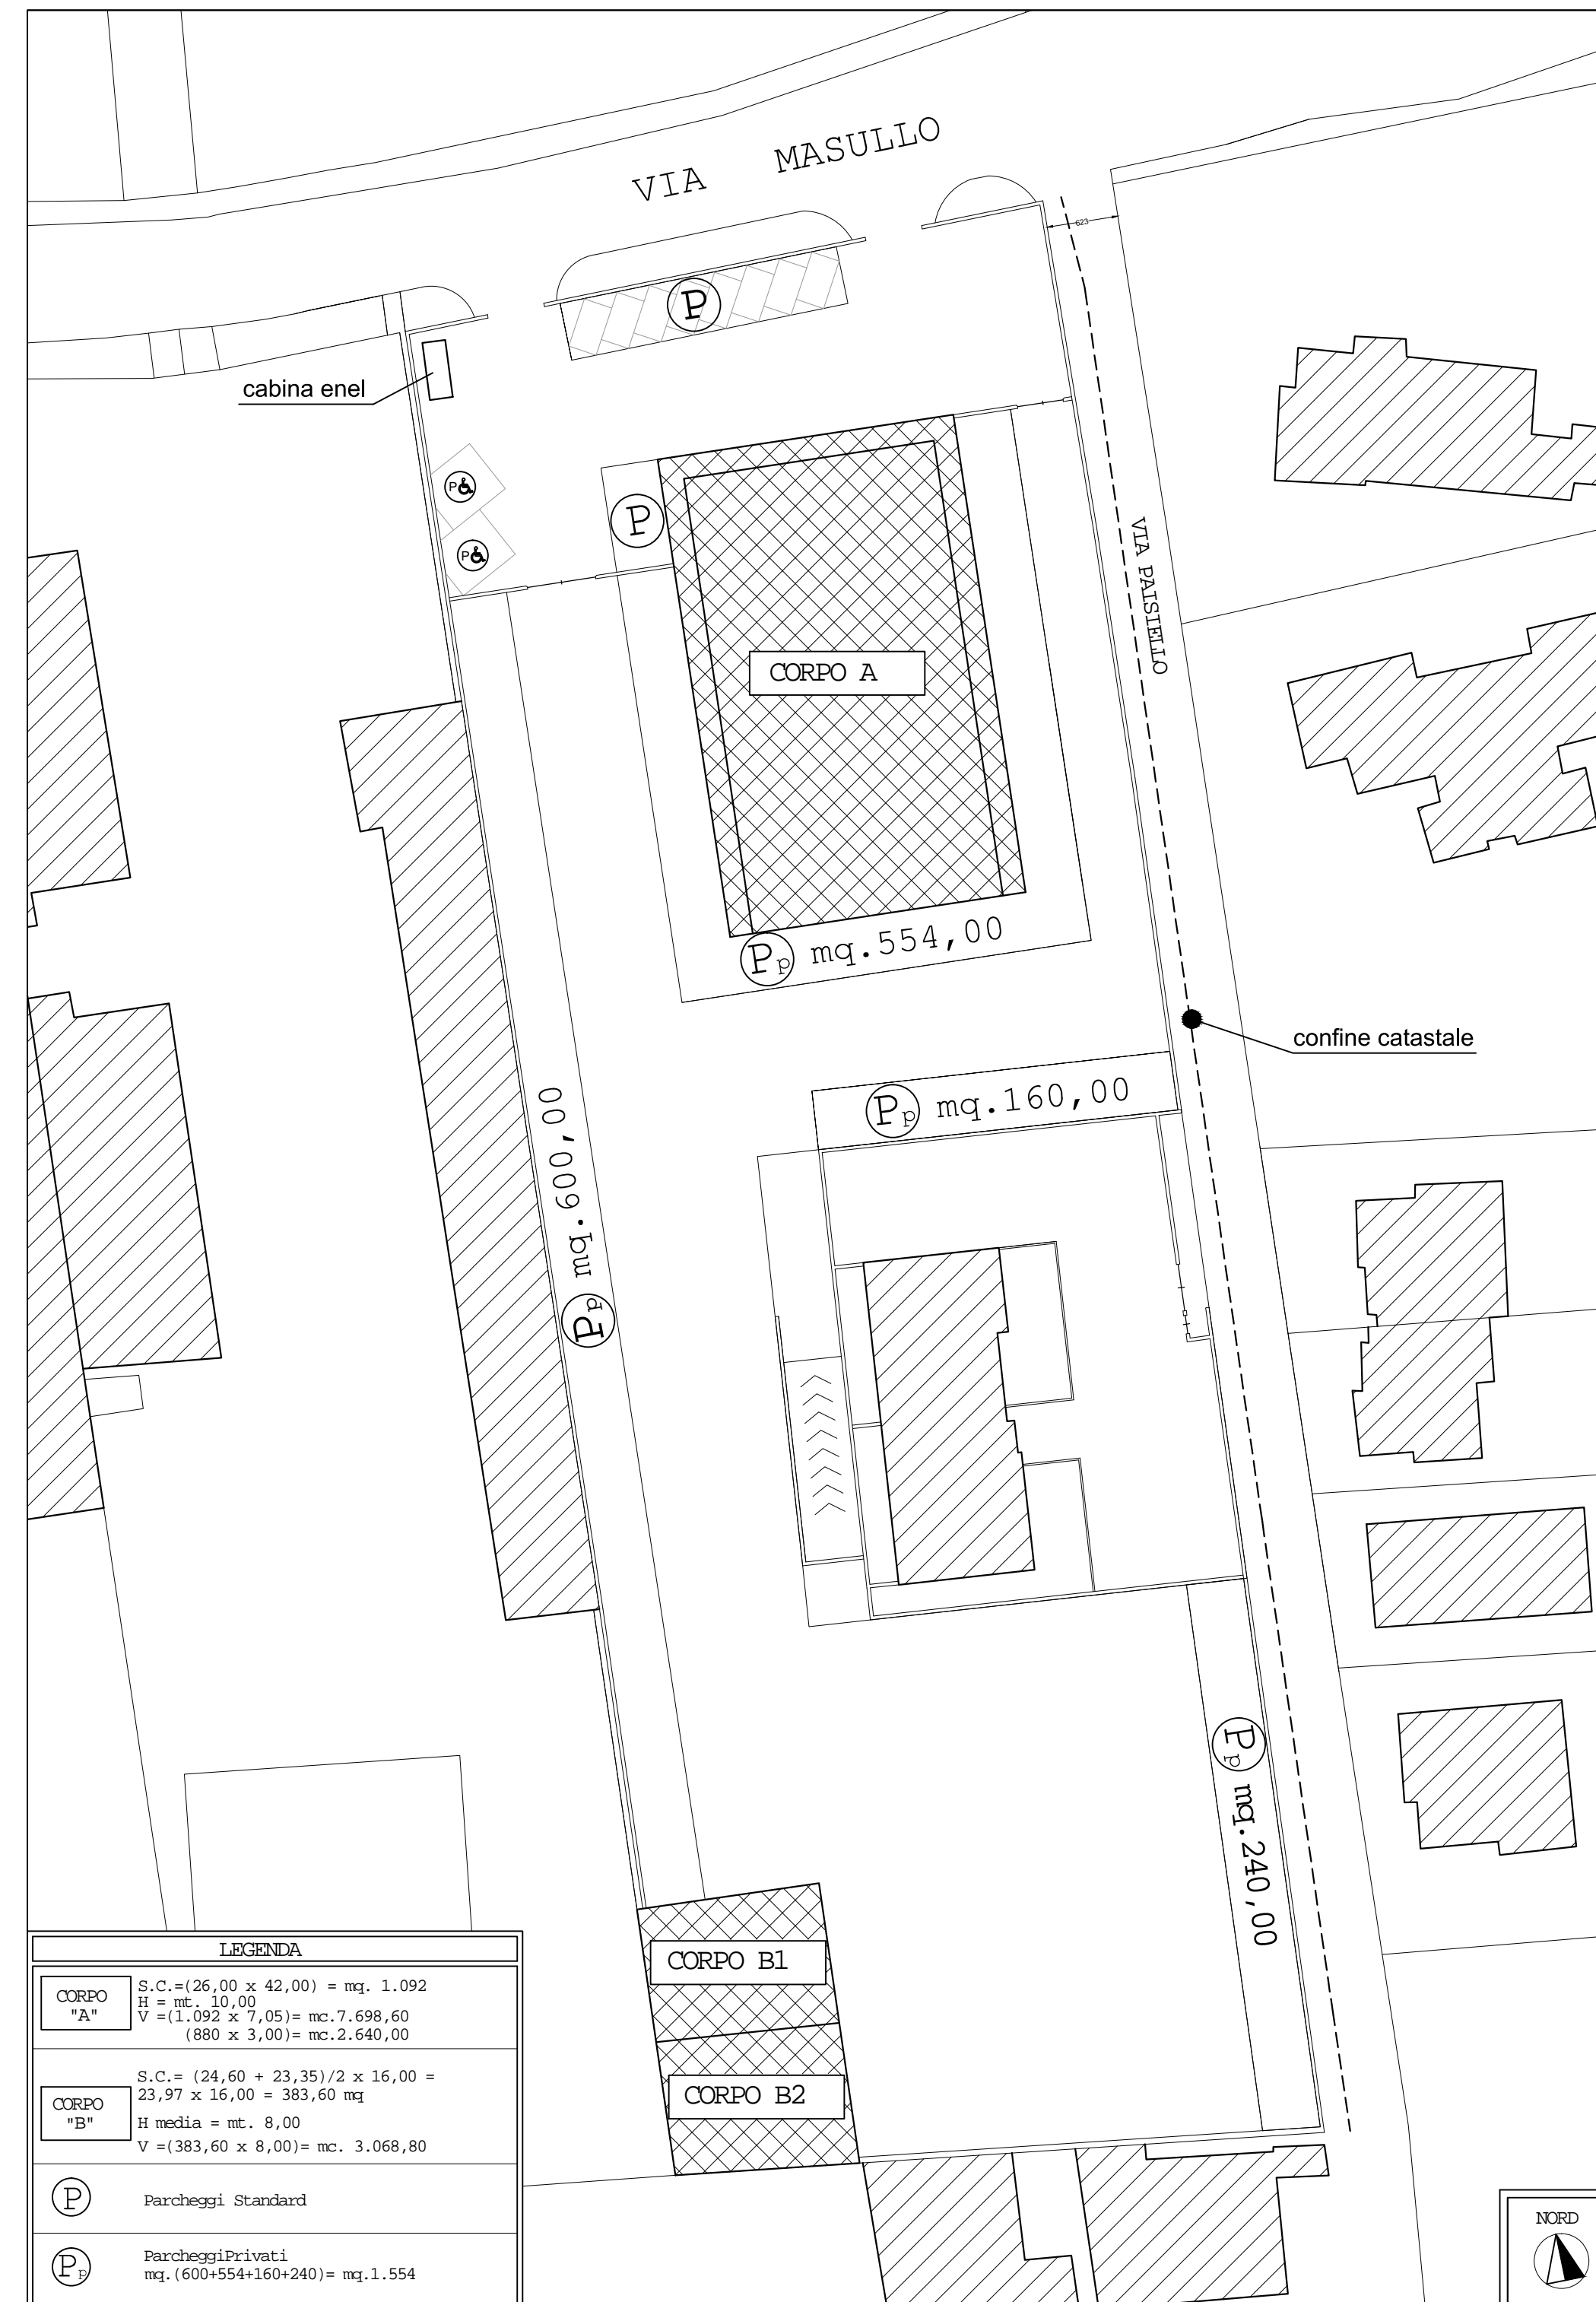 VIA MASULLO
623
P
cabina enel
P
P
P
VIA PAISIELLO
CORPO A
Pp mq.554,00
confine catastale
Pp mq.160,00
Pp mq.600,00
Pp mq.240,00
CORPO B1
CORPO B2
LEGENDA
CORPO
"A"
S.C.=(26,00 x 42,00) = mq. 1.092
H = mt. 10,00
V =(1.092 x 7,05)= mc.7.698,60
(880 x 3,00)= mc.2.640,00
CORPO
"B"
S.C.= (24,60 + 23,35)/2 x 16,00 =
23,97 x 16,00 = 383,60 mq
H media = mt. 8,00
V =(383,60 x 8,00)= mc. 3.068,80
P
Parcheggi Standard
Pp
ParcheggiPrivati
mq.(600+554+160+240)= mq.1.554
NORD